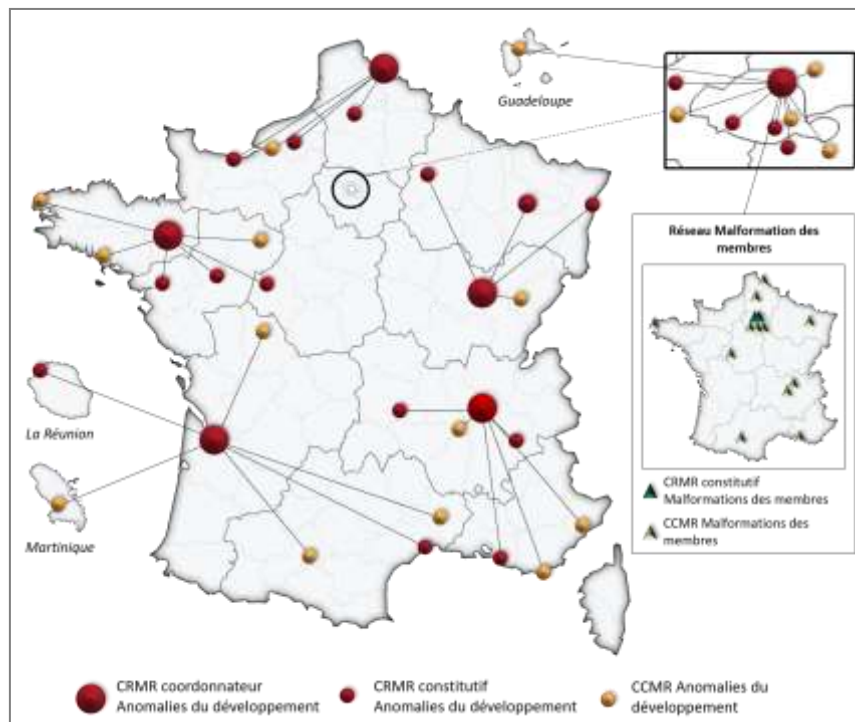 Guadeloupe
Réseau Malformation des
membres
La Réunion
Martinique
CRMR constitutif
Malformations des membres
CCMR Malformations des
membres
CRMR coordonnateur
Anomalies du développement
CRMR constitutif
Anomalies du développement
CCMR Anomalies du
développement